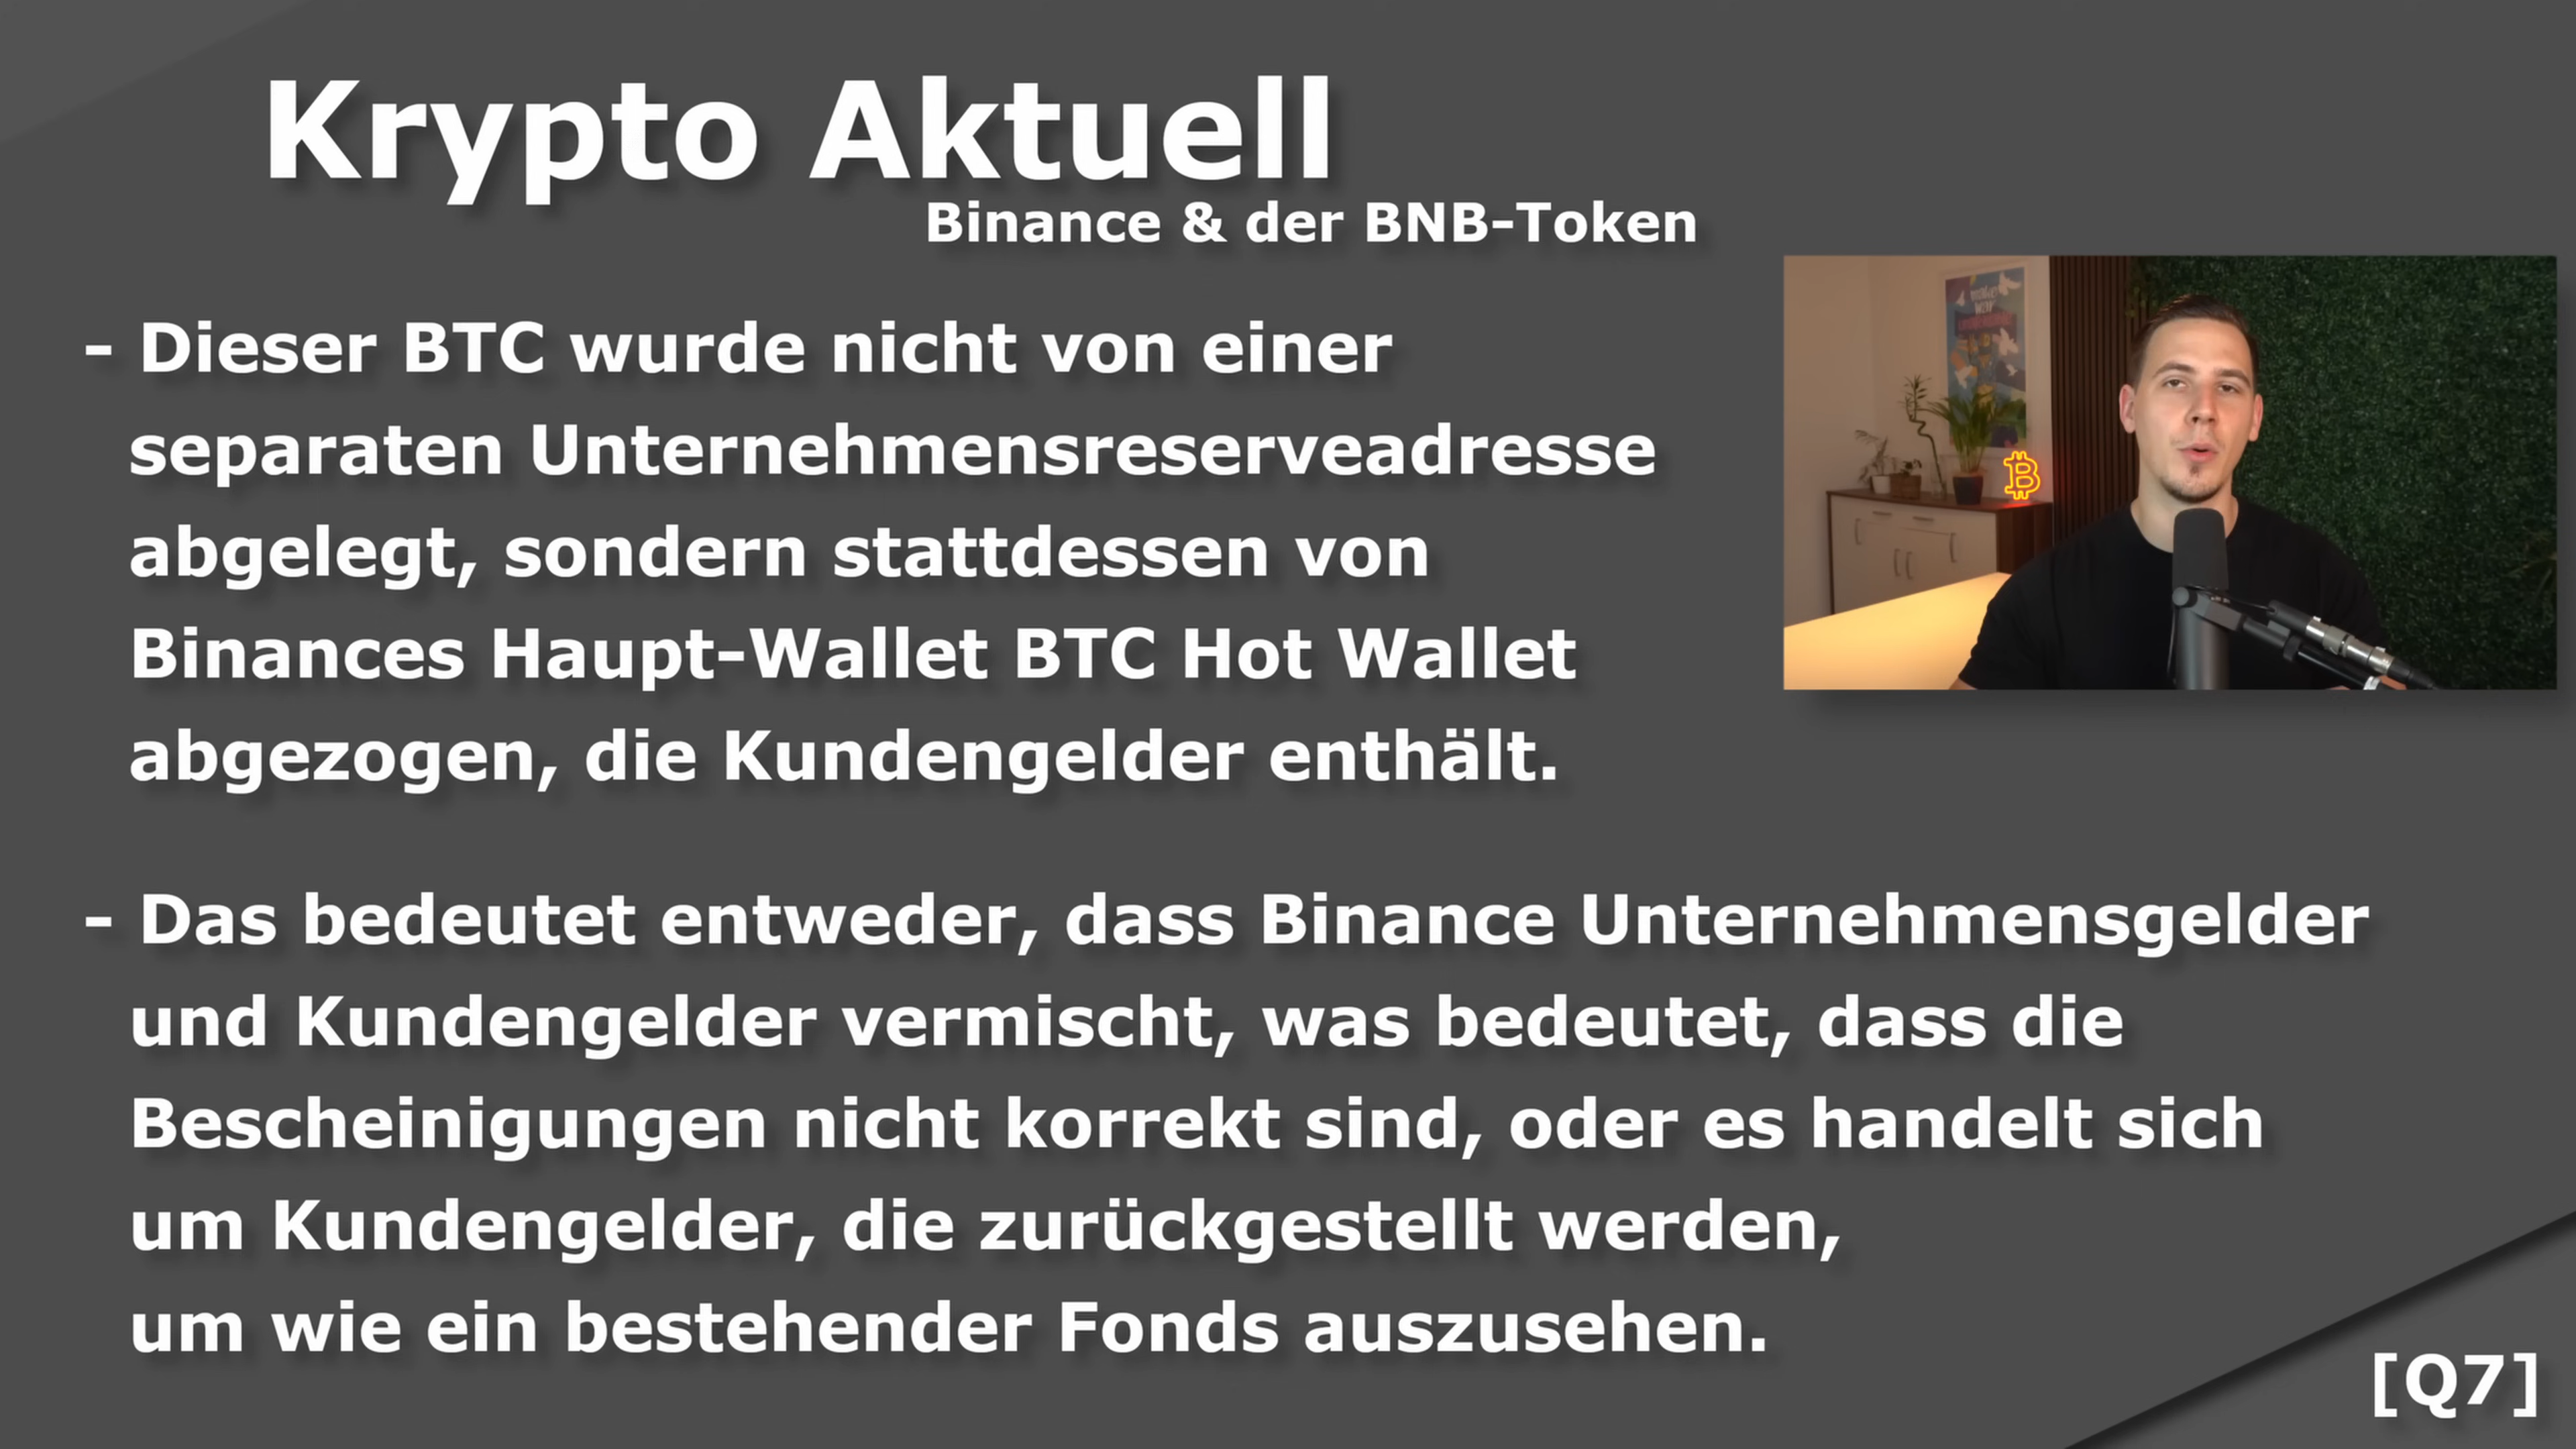 Krypto Aktuell
Binance & der BNB-Token
- Dieser BTC wurde nicht von einer
separaten Unternehmensreserveadresse
abgelegt, sondern stattdessen von
Binances Haupt-Wallet BTC Hot Wallet
abgezogen, die Kundengelder enthält.
- Das bedeutet entweder, dass Binance Unternehmensgelder
und Kundengelder vermischt, was bedeutet, dass die
Bescheinigungen nicht korrekt sind, oder es handelt sich
um Kundengelder, die zurückgestellt werden,
um wie ein bestehender Fonds auszusehen.
[Q7]